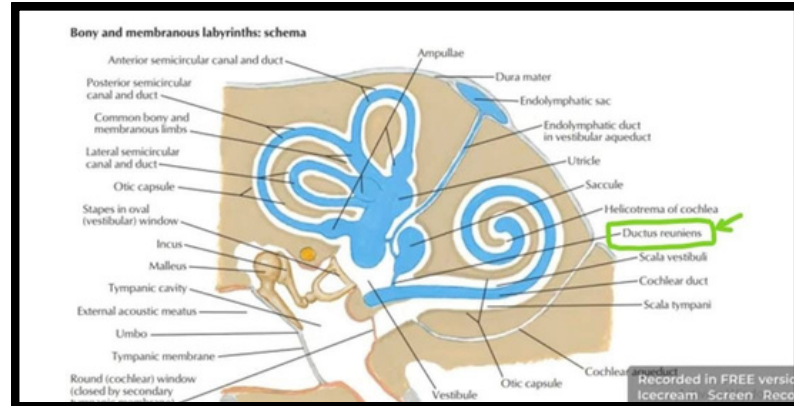 Bony and membranous labyrinths: schema
Ampullae
Anterior semicircular canal and duct
Dura mater
Posterior semicircular
canal and duct
Endolymphatic sac
Common bony and
membranous limbs
Endolymphatic duct
in vestibular aqueduct
Lateral semicircular
canal and duct
Utricle
Otic capsule
Saccule
Stapes in oval
(vestibular) window
Helicotrema of cochlea
Ductus reuniens
Incus
Scala vestibuli
Malleus
Cochlear duct
Tympanic cavity
Scala tympani
External acoustic meatus
Umbo
Tympanic membrane
Cochlear aqueduct
Otic capsule
Round (cochlear) window
(closed by secondary
Vestibule
Recorded in FREE versio
Icecream Screen Reco